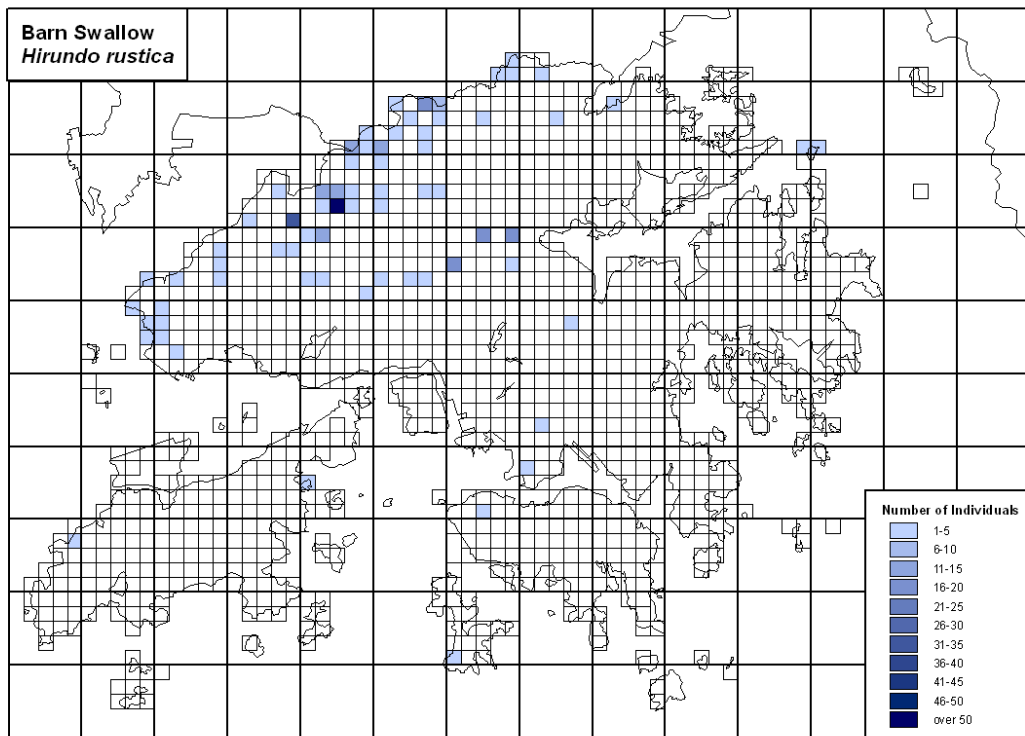 Barn Swallow
Hirundo rustica
Number of Individuals
1-5
6-10
11-15
16-20
21-25
26-30
31-35
36-40
41-45
46-50
over 50